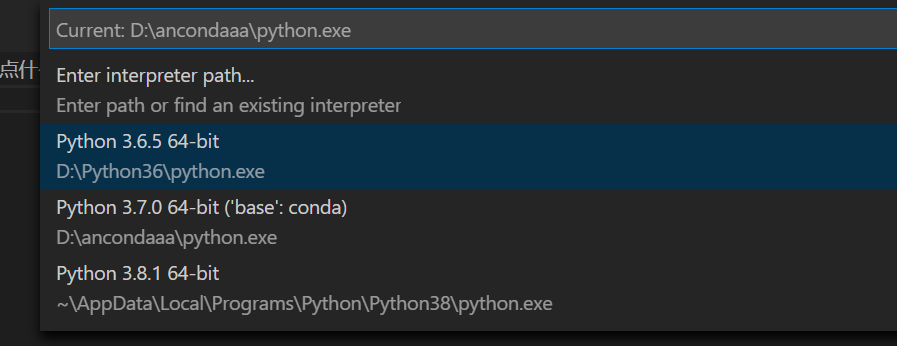 Current: D:\ancondaaa\python.exe
点什
Enter interpreter path...
Enter path or find an existing interpreter
Python 3.6.5 64-bit
D:\Python36\python.exe
Python 3.7.0 64-bit ('base': conda)
D:\ancondaaa\python.exe
Python 3.8.1 64-bit
~\AppData\Local\Programs\Python\Python38\python.exe